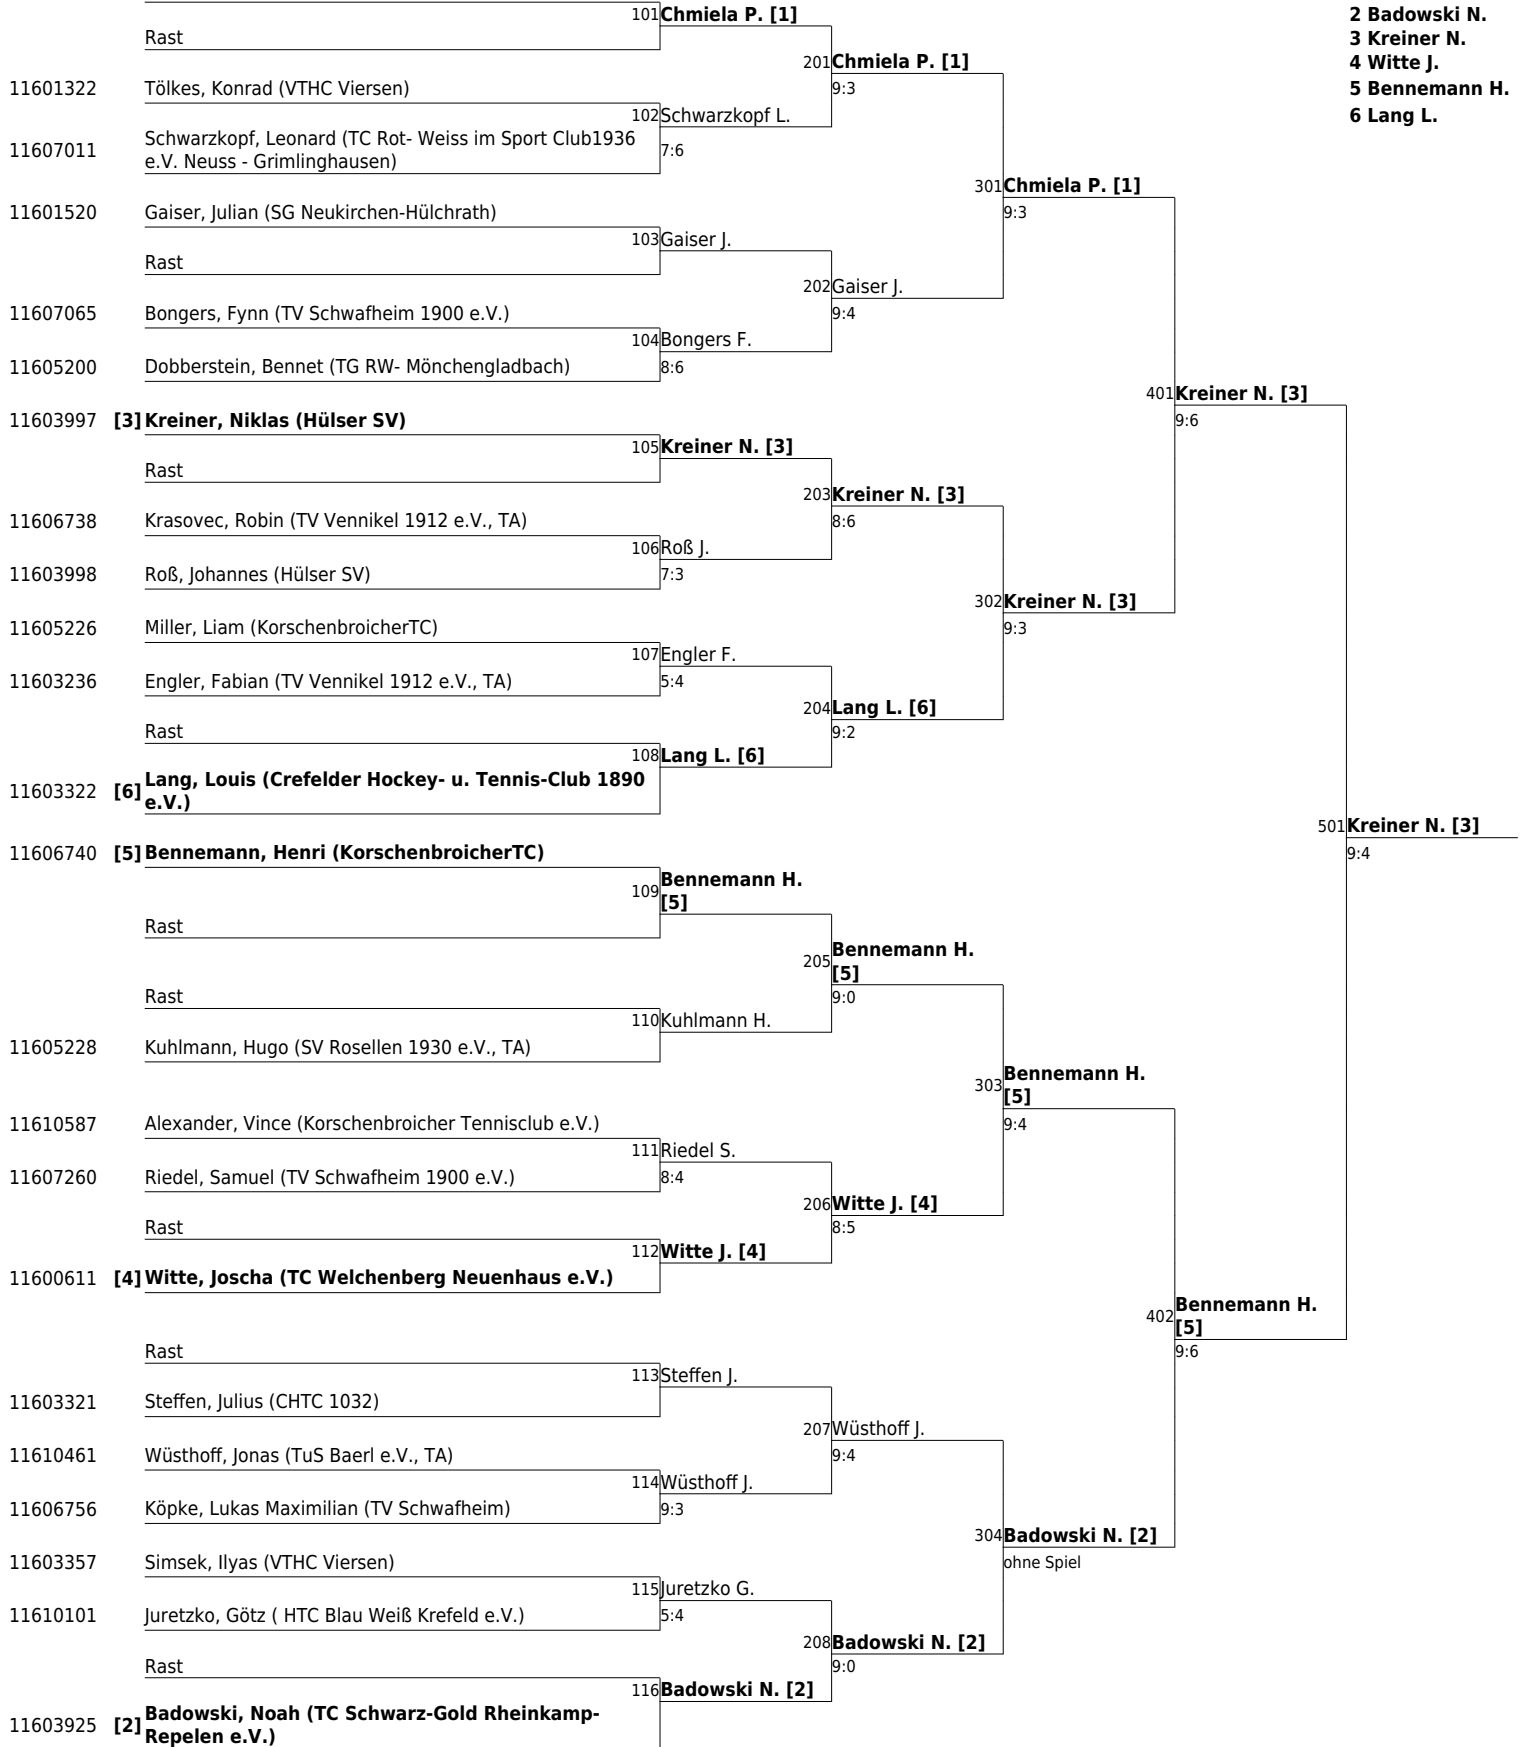 101 Chmiela P. [1]
Rast
2 Badowski N.
3 Kreiner N.
4 Witte J.
5 Bennemann H.
6 Lang L.
201 Chmiela P. [1]
9:3
11601322 Tölkes, Konrad (VTHC Viersen)
102 Schwarzkopf L.
7:6
11607011 Schwarzkopf, Leonard (TC Rot- Weiss im Sport Club1936
e.V. Neuss - Grimlinghausen)
301 Chmiela P. [1]
9:3
11601520 Gaiser, Julian (SG Neukirchen-Hülchrath)
103 Gaiser J.
Rast
202 Gaiser J.
9:4
11607065 Bongers, Fynn (TV Schwafheim 1900 e.V.)
104 Bongers F.
8:6
11605200 Dobberstein, Bennet (TG RW- Mönchengladbach)
401 Kreiner N. [3]
9:6
11603997 [3] Kreiner, Niklas (Hülser SV)
105 Kreiner N. [3]
Rast
203 Kreiner N. [3]
8:6
11606738 Krasovec, Robin (TV Vennikel 1912 e.V., TA)
106 Roß J.
7:3
11603998 Roß, Johannes (Hülser SV)
302 Kreiner N. [3]
9:3
11605226 Miller, Liam (KorschenbroicherTC)
107 Engler F.
5:4
11603236 Engler, Fabian (TV Vennikel 1912 e.V., TA)
204 Lang L. [6]
9:2
Rast
108 Lang L. [6]
11603322 [6] Lang, Louis (Crefelder Hockey- u. Tennis-Club 1890
e.V.)
501 Kreiner N. [3]
9:4
11606740 [5] Bennemann, Henri (KorschenbroicherTC)
109 Bennemann H.
[5]
Rast
205 Bennemann H.
[5]
9:0
Rast
110 Kuhlmann H.
11605228 Kuhlmann, Hugo (SV Rosellen 1930 e.V., TA)
303 Bennemann H.
[5]
9:4
11610587 Alexander, Vince (Korschenbroicher Tennisclub e.V.)
111 Riedel S.
8:4
11607260 Riedel, Samuel (TV Schwafheim 1900 e.V.)
206 Witte J. [4]
8:5
Rast
112 Witte J. [4]
11600611 [4] Witte, Joscha (TC Welchenberg Neuenhaus e.V.)
402 Bennemann H.
[5]
9:6
Rast
113 Steffen J.
11603321 Steffen, Julius (CHTC 1032)
207 Wüsthoff J.
9:4
11610461 Wüsthoff, Jonas (TuS Baerl e.V., TA)
114 Wüsthoff J.
9:3
11606756 Köpke, Lukas Maximilian (TV Schwafheim)
304 Badowski N. [2]
ohne Spiel
11603357 Simsek, Ilyas (VTHC Viersen)
115 Juretzko G.
5:4
11610101 Juretzko, Götz ( HTC Blau Weiß Krefeld e.V.)
208 Badowski N. [2]
9:0
Rast
116 Badowski N. [2]
11603925 [2] Badowski, Noah (TC Schwarz-Gold Rheinkamp-
Repelen e.V.)